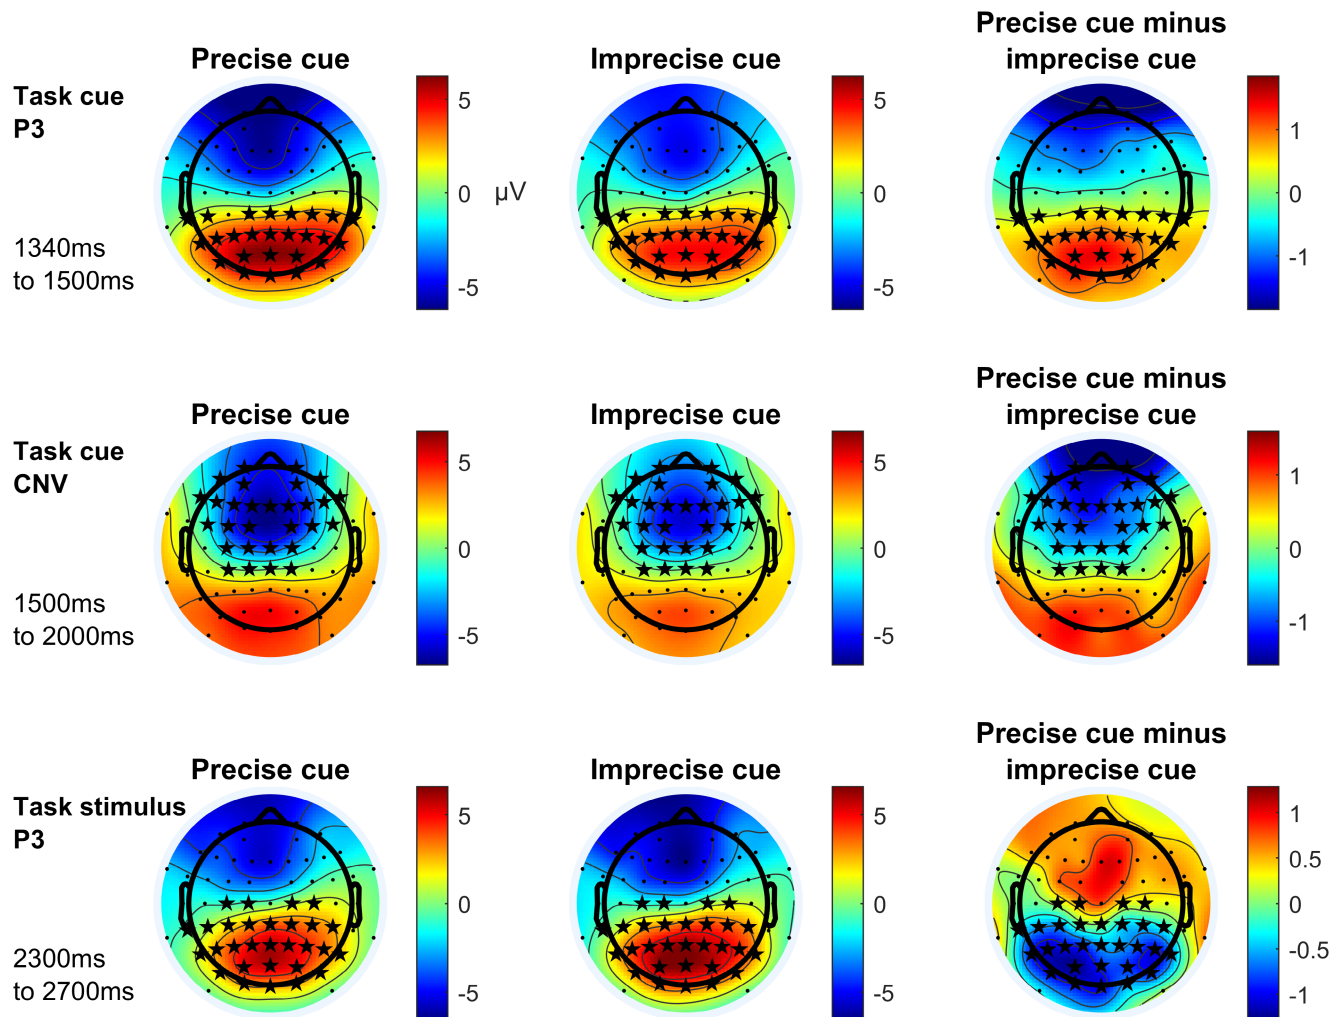 Precise cue
Imprecise cue
Precise cue minus
imprecise cue
Task cue
P3
1340ms
to 1500ms
5
0
-5
µV
5
0
-5
1
0
-1
Precise cue
Imprecise cue
Precise cue minus
imprecise cue
Task cue
CNV
1500ms
to 2000ms
5
0
-5
5
0
-5
1
0
-1
Precise cue
Imprecise cue
Precise cue minus
imprecise cue
Task stimulus
P3
2300ms
to 2700ms
5
0
-5
5
0
-5
1
0.5
0
-0.5
-1